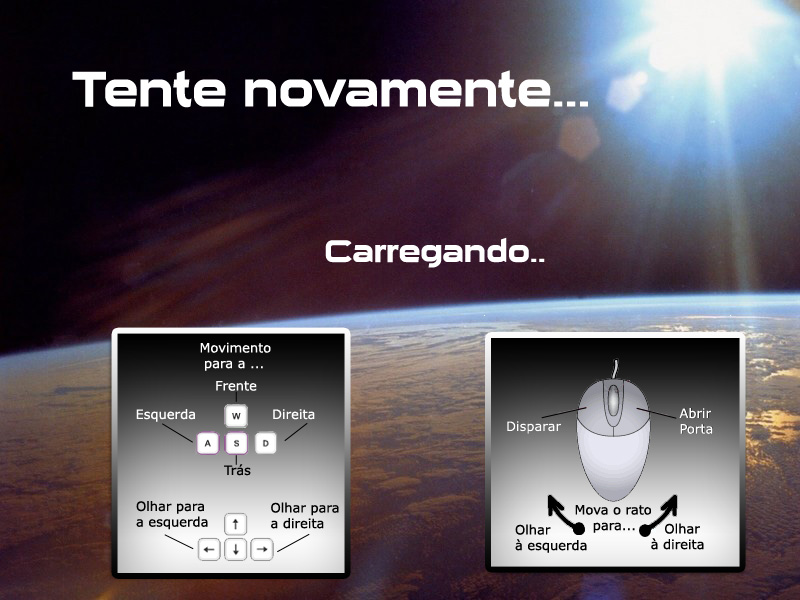 Tente novamente...
Carregando..
Movimento
para a ...
Frente
Esquerda
Direita
W
A S D
Trás
Olhar para
a esquerda
Olhar para
a direita
↑
← ↓ →
Disparar
Abrir
Porta
Mova o rato
para...
Olhar
à esquerda
Olhar
à direita